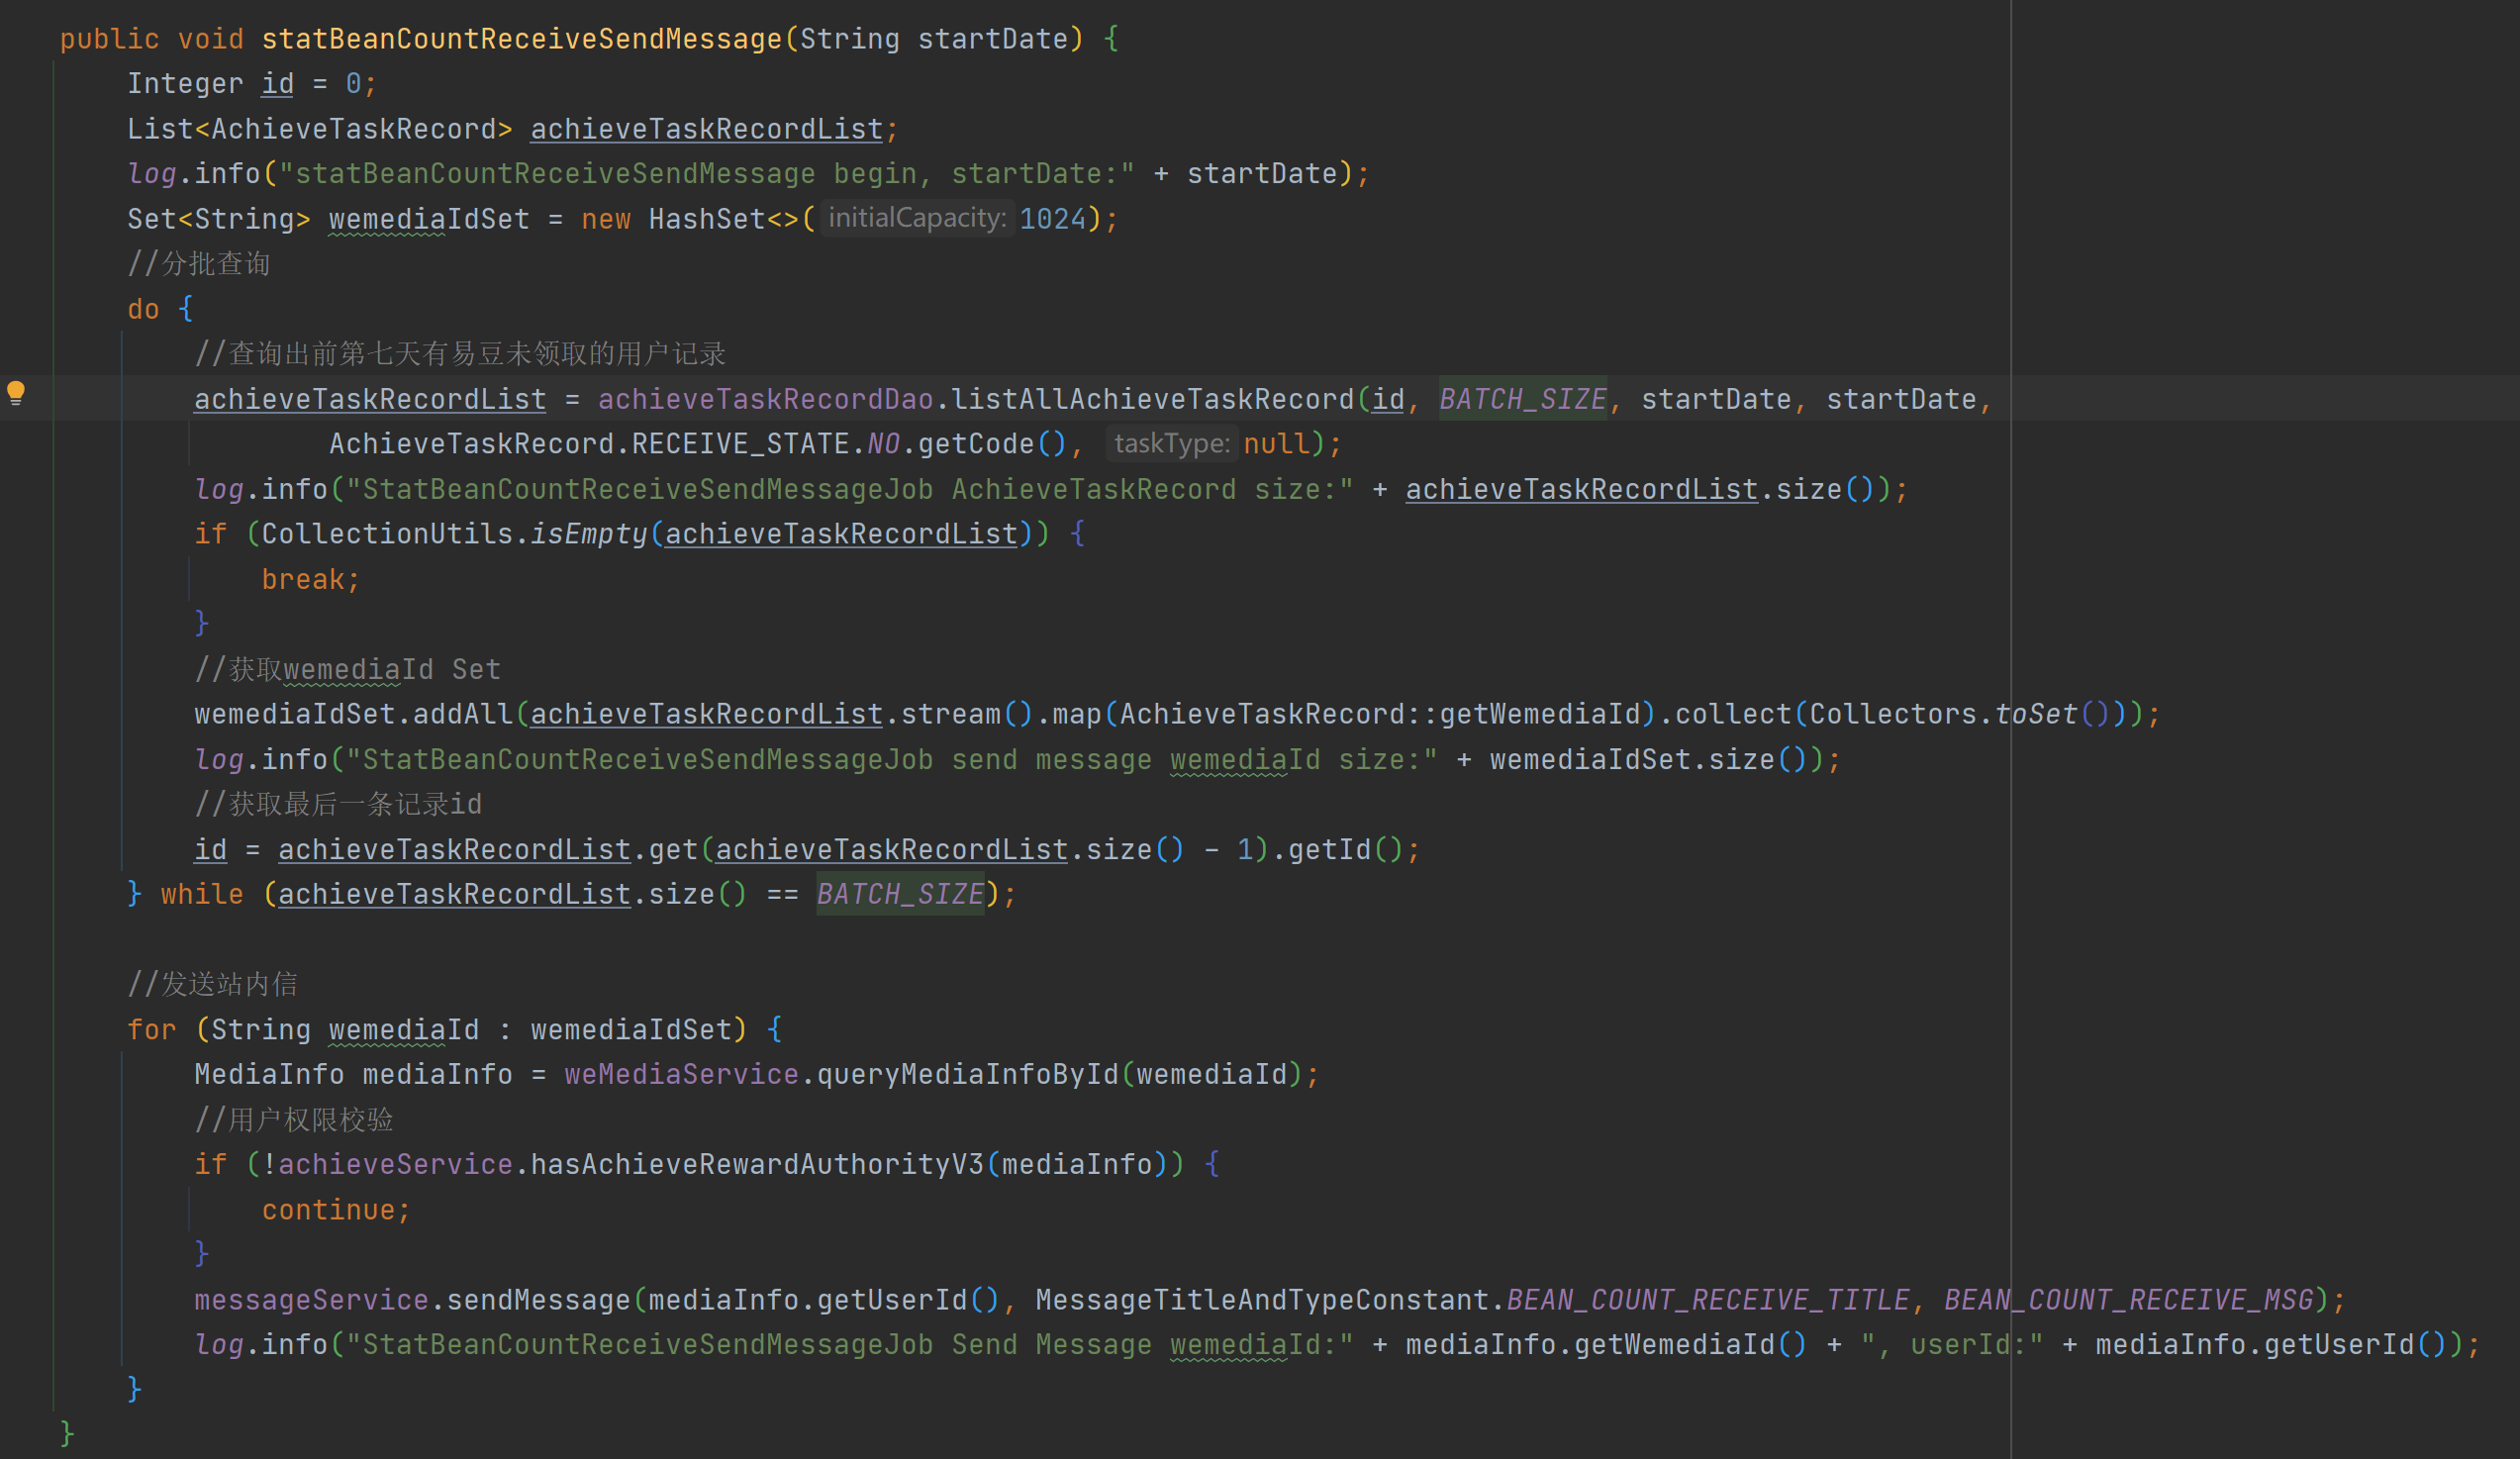 public void statBeanCountReceiveSendMessage(String startDate) {
Integer id = 0;
List<AchieveTaskRecord> achieveTaskRecordList;
log.info("statBeanCountReceiveSendMessage begin, startDate:" + startDate);
Set<String> wemediaIdSet = new HashSet<>( initialCapacity: 1024);
//分批查询
do {
//查询出前第七天有易豆未领取的用户记录
achieveTaskRecordList = achieveTaskRecordDao.listAllAchieveTaskRecord(id, BATCH_SIZE, startDate, startDate,
AchieveTaskRecord.RECEIVE_STATE.NO.getCode(), taskType: null);
log.info("StatBeanCountReceiveSendMessageJob AchieveTaskRecord size:" + achieveTaskRecordList.size());
if (CollectionUtils.isEmpty(achieveTaskRecordList)) {
break;
}
//获取wemediaId Set
wemediaIdSet.addAll(achieveTaskRecordList.stream().map(AchieveTaskRecord::getWemediaId).collect(Collectors.toSet()));
log.info("StatBeanCountReceiveSendMessageJob send message wemediaId size:" + wemediaIdSet.size());
//获取最后一条记录id
id = achieveTaskRecordList.get(achieveTaskRecordList.size() - 1).getId();
} while (achieveTaskRecordList.size() == BATCH_SIZE);
//发送站内信
for (String wemediaId : wemediaIdSet) {
MediaInfo mediaInfo = weMediaService.queryMediaInfoById(wemediaId);
//用户权限校验
if (!achieveService.hasAchieveRewardAuthorityV3(mediaInfo)) {
continue;
}
messageService.sendMessage(mediaInfo.getUserId(), MessageTitleAndTypeConstant.BEAN_COUNT_RECEIVE_TITLE, BEAN_COUNT_RECEIVE_MSG);
log.info("StatBeanCountReceiveSendMessageJob Send Message wemediaId:" + mediaInfo.getWemediaId() + ", userId:" + mediaInfo.getUserId());
}
}